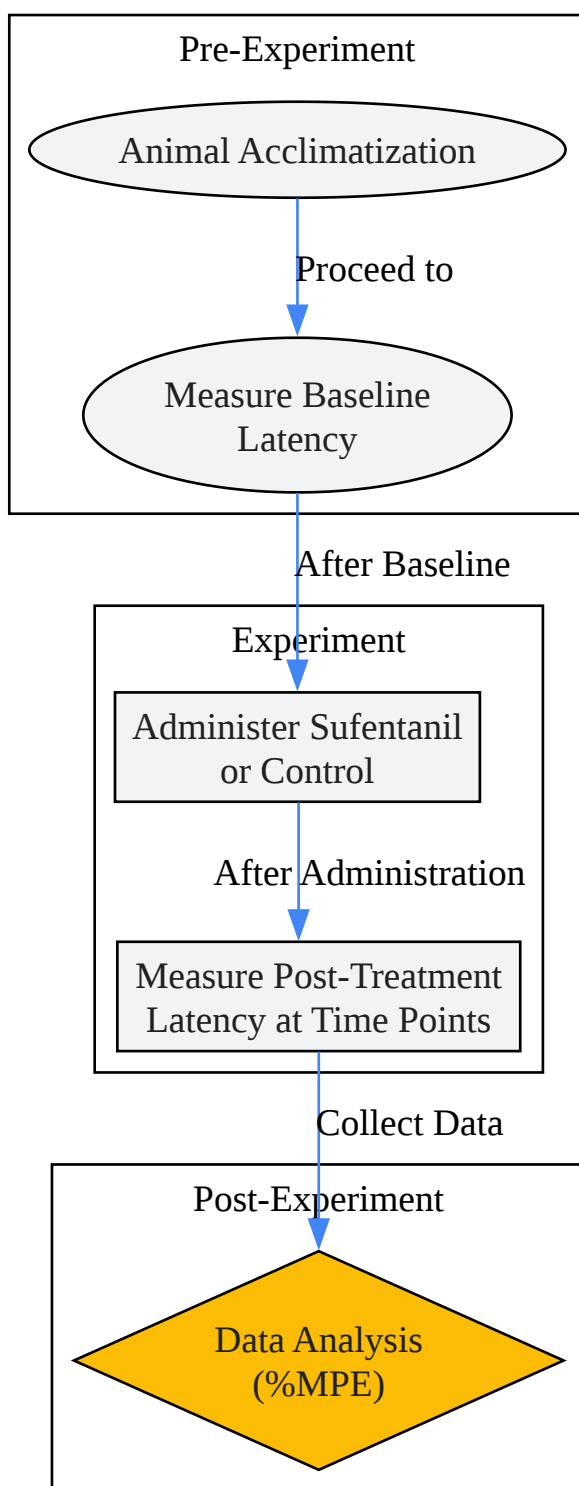 Pre-Experiment
Animal Acclimatization
Proceed to
Measure Baseline
Latency
After Baseline
Experiment
Administer Sufentanil
or Control
After Administration
Measure Post-Treatment
Latency at Time Points
Collect Data
Post-Experiment
Data Analysis
(%MPE)